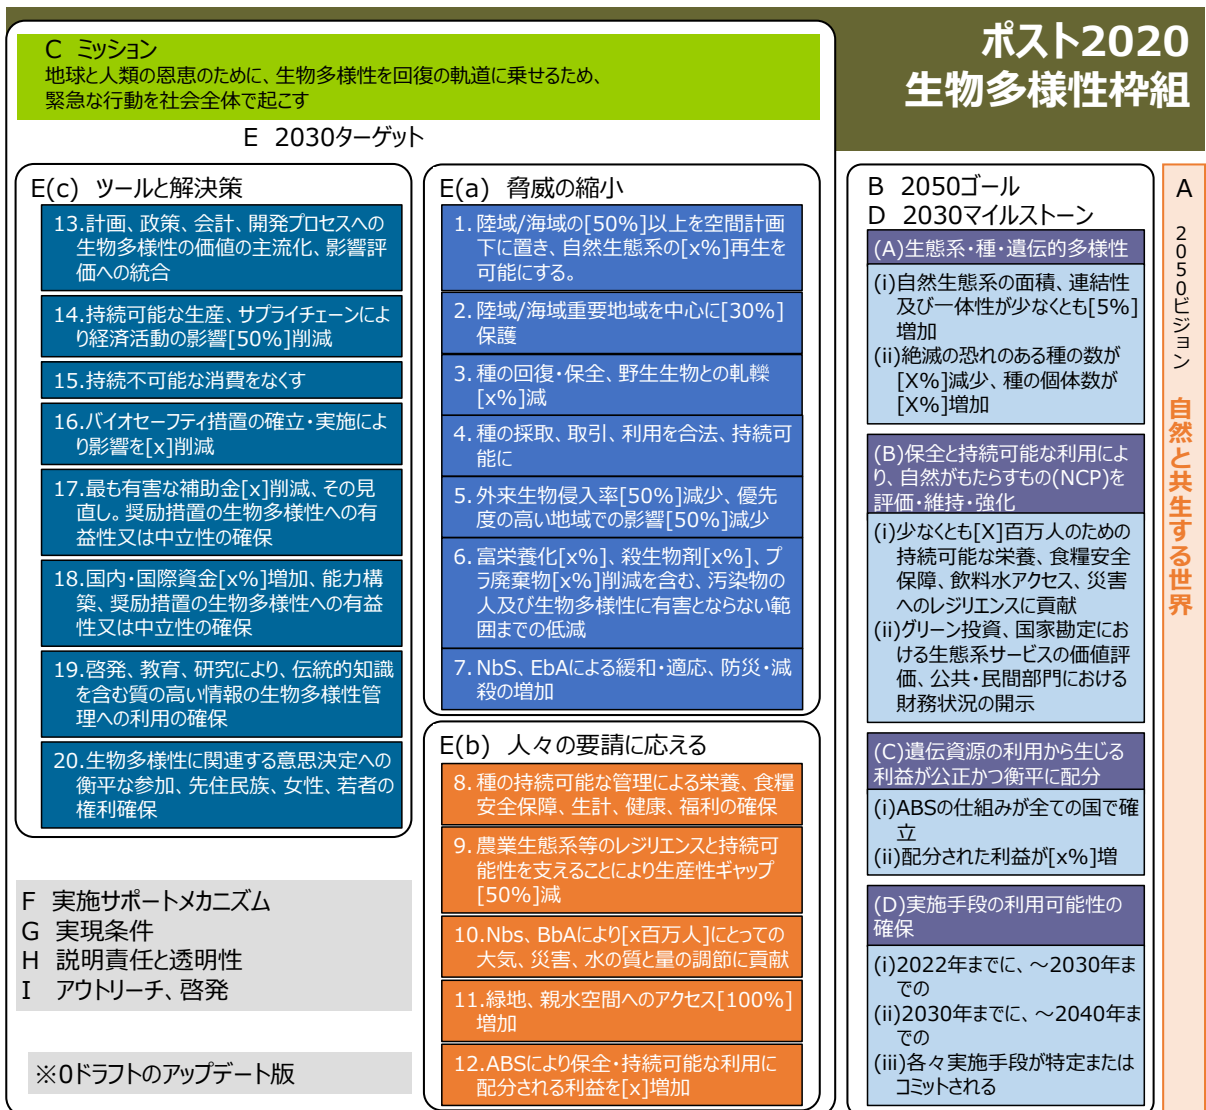 ポスト2020
生物多様性枠組
C ミッション
地球と人類の恩恵のために、生物多様性を回復の軌道に乗せるため、
緊急な行動を社会全体で起こす
E 2030ターゲット
E(c) ツールと解決策
13.計画、政策、会計、開発プロセスへの
生物多様性の価値の主流化、影響評
価への統合
14.持続可能な生産、サプライチェーンによ
り経済活動の影響[50%]削減
15.持続不可能な消費をなくす
16.バイオセーフティ措置の確立・実施によ
り影響を[x]削減
17.最も有害な補助金[x]削減、その見
直し。奨励措置の生物多様性への有
益性又は中立性の確保
18.国内・国際資金[x%]増加、能力構
築、奨励措置の生物多様性への有益
性又は中立性の確保
19.啓発、教育、研究により、伝統的知識
を含む質の高い情報の生物多様性管
理への利用の確保
20.生物多様性に関連する意思決定への
衡平な参加、先住民族、女性、若者の
権利確保
F 実施サポートメカニズム
G 実現条件
H 説明責任と透明性
I アウトリーチ、啓発
※0ドラフトのアップデート版
E(a) 脅威の縮小
1. 陸域/海域の[50%]以上を空間計画
下に置き、自然生態系の[x%]再生を
可能にする。
2. 陸域/海域重要地域を中心に[30%]
保護
3. 種の回復・保全、野生生物との軋轢
[x%]減
4. 種の採取、取引、利用を合法、持続可
能に
5. 外来生物侵入率[50%]減少、優先
度の高い地域での影響[50%]減少
6. 富栄養化[x%]、殺生物剤[x%]、プ
ラ廃棄物[x%]削減を含む、汚染物の
人及び生物多様性に有害とならない範
囲までの低減
7. NbS、EbAによる緩和・適応、防災・減
殺の増加
E(b) 人々の要請に応える
8. 種の持続可能な管理による栄養、食糧
安全保障、生計、健康、福利の確保
9. 農業生態系等のレジリエンスと持続可
能性を支えることにより生産性ギャップ
[50%]減
10.Nbs、BbAにより[x百万人]にとっての
大気、災害、水の質と量の調節に貢献
11.緑地、親水空間へのアクセス[100%]
増加
12.ABSにより保全・持続可能な利用に
配分される利益を[x]増加
B 2050ゴール
D 2030マイルストーン
(A)生態系・種・遺伝的多様性
(i)自然生態系の面積、連結性
及び一体性が少なくとも[5%]
増加
(ii)絶滅の恐れのある種の数が
[X%]減少、種の個体数が
[X%]増加
(B)保全と持続可能な利用によ
り、自然がもたらすもの(NCP)を
評価・維持・強化
(i)少なくとも[X]百万人のための
持続可能な栄養、食糧安全
保障、飲料水アクセス、災害
へのレジリエンスに貢献
(ii)グリーン投資、国家勘定にお
ける生態系サービスの価値評
価、公共・民間部門における
財務状況の開示
(C)遺伝資源の利用から生じる
利益が公正かつ衡平に配分
(i)ABSの仕組みが全ての国で確
立
(ii)配分された利益が[x%]増
(D)実施手段の利用可能性の
確保
(i)2022年までに、～2030年ま
での
(ii)2030年までに、～2040年ま
での
(iii)各々実施手段が特定または
コミットされる
A 2050ビジョン 自然と共生する世界